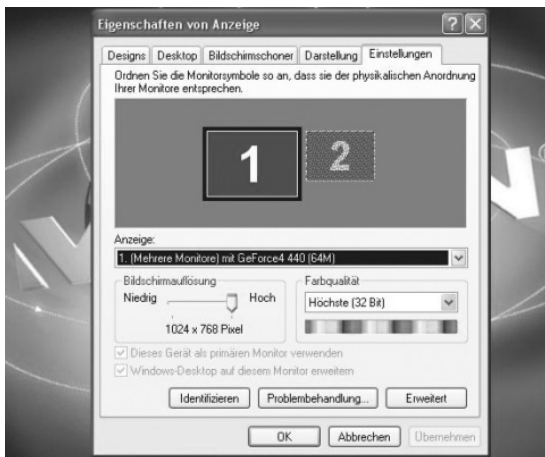 Eigenschaften von Anzeige
Designs Desktop Bildschirmschoner Darstellung Einstellungen
Ordnen Sie die Monitorsymbole so an, dass sie der physikalischen Anordnung
Ihrer Monitore entsprechen.
1 2
Anzeige:
1. (Mehrere Monitore) mit GeForce4 440 (64M)
Bildschirmauflösung
Niedrig Hoch
1024 x 768 Pixel
Farbqualität
Höchste (32 Bit)
Dieses Gerät als primären Monitor verwenden
Windows-Desktop auf diesem Monitor erweitern
Identifizieren Problembehandlung... Erweitert
OK Abbrechen Übernehmen